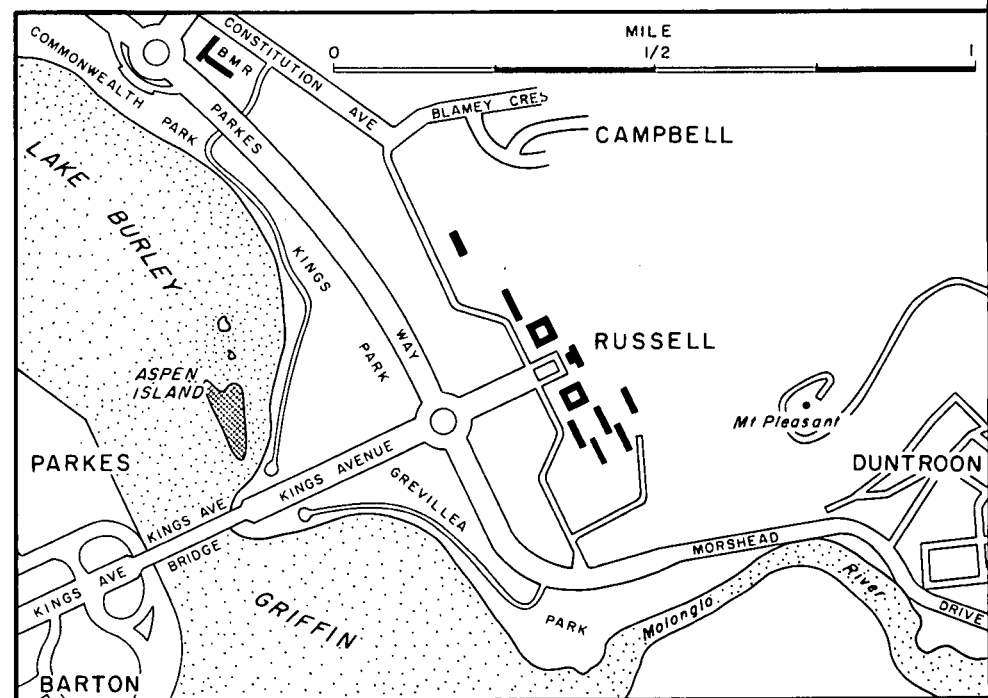 MILE
0 1/2 1
CONSTITUTION AVE
BMR
COMMONWEALTH PARK
PARKES WAY
BLAMEY CRES
CAMPBELL
LAKE BURLEY GRIFFIN
KINGS PARK
RUSSELL
ASPEN
ISLAND
Mt Pleasant
PARKES
DUNTROON
KINGS AVENUE
KINGS AVE
BRIDGE
GREVILLEA PARK
MORSHEAD DRIVE
KINGS AVE
Molonglo River
BARTON